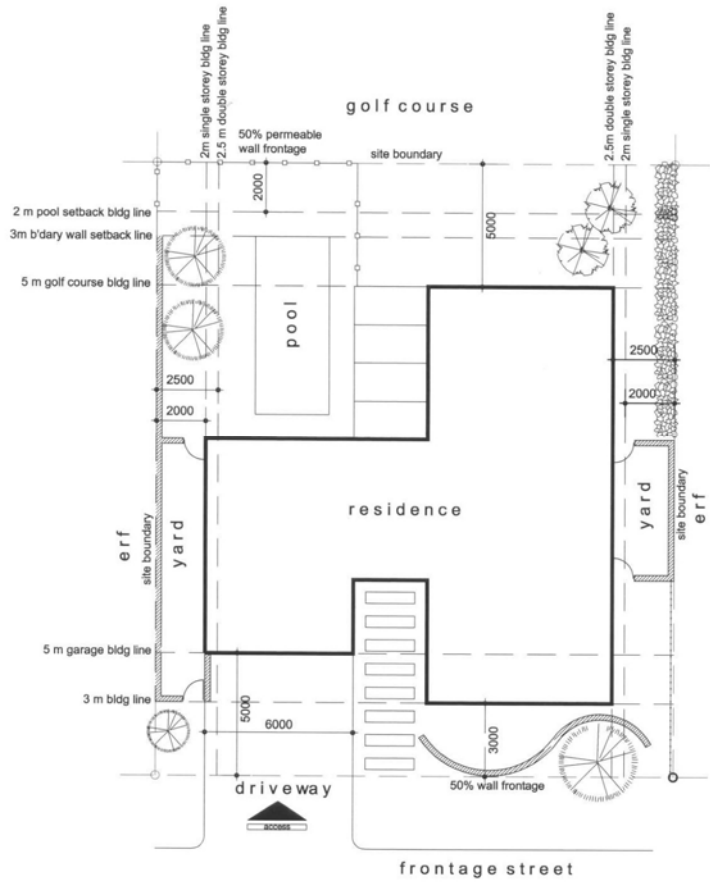 2m single storey bldg line
2.5 m double storey bldg line
2.5m double storey bldg line
2m single storey bldg line
golf course
50% permeable
wall frontage
site boundary
2000
5000
2 m pool setback bldg line
3m b'dary wall setback line
5 m golf course bldg line
pool
2500
2000
2500
2000
residence
erf
site boundary
yard
yard
site boundary
erf
5 m garage bldg line
3 m bldg line
5000
6000
3000
driveway
50% wall frontage
access
frontage street